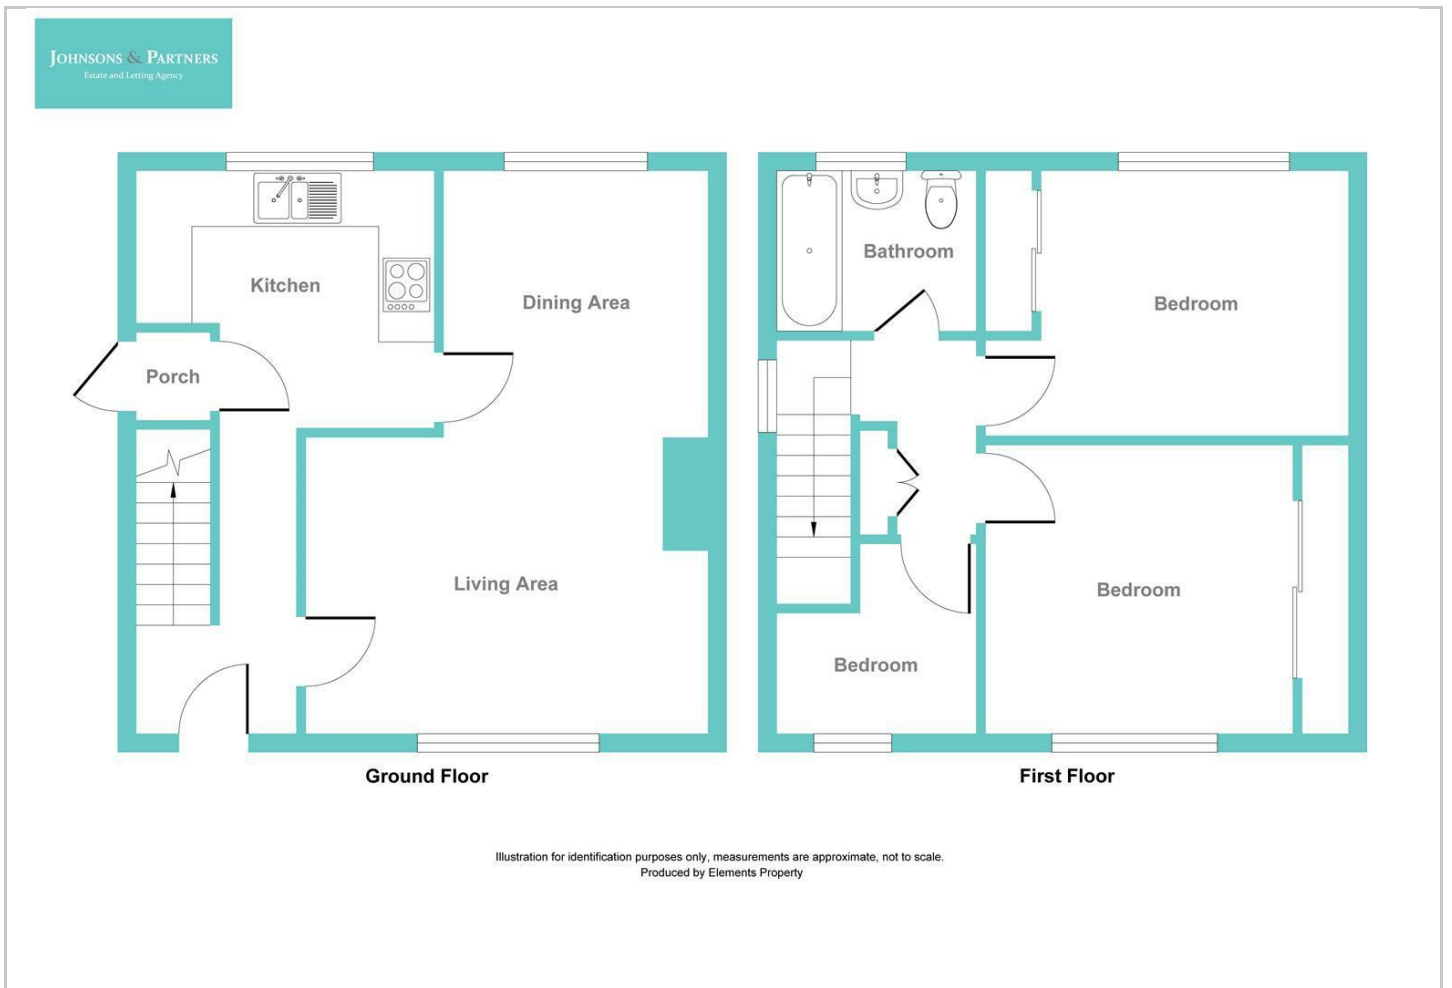 JOHNSONS & PARTNERS
Estate and Letting Agency
Kitchen
Dining Area
Porch
Living Area
Ground Floor
Bathroom
Bedroom
Bedroom
Bedroom
First Floor
Illustration for identification purposes only, measurements are approximate, not to scale.
Produced by Elements Property